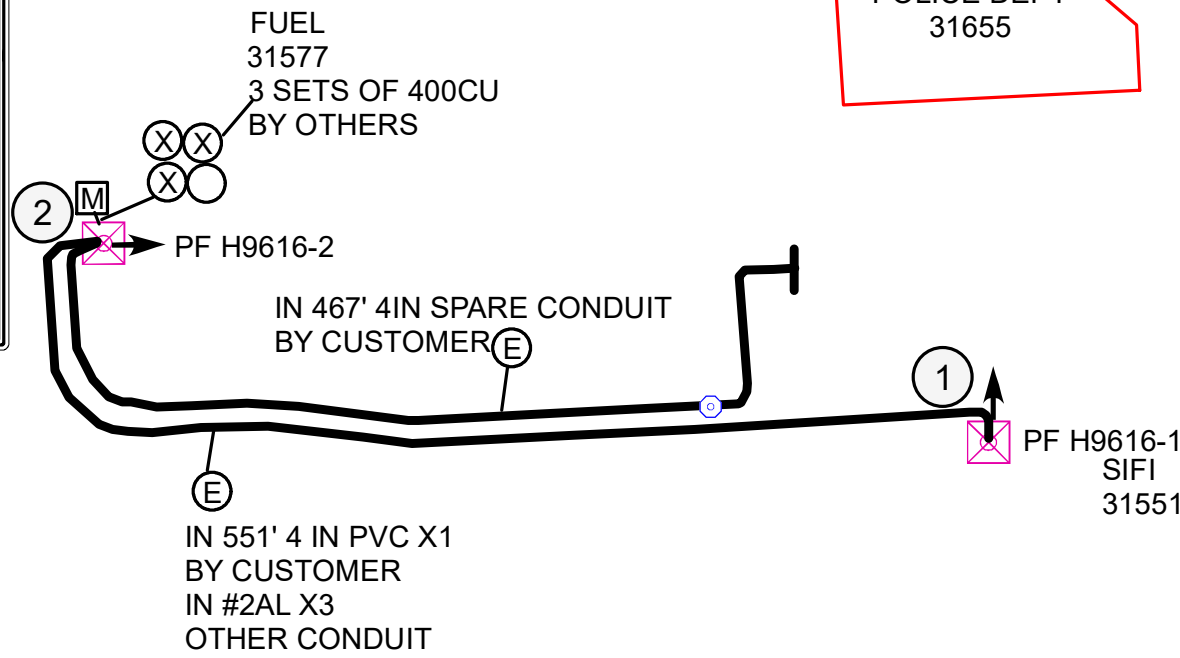 FUEL
31577
3 SETS OF 400CU
BY OTHERS
31655
X X
X
M
2
PF H9616-2
IN 467' 4IN SPARE CONDUIT
BY CUSTOMER
E
1
PF H9616-1
SIFI
31551
E
IN 551' 4 IN PVC X1
BY CUSTOMER
IN #2AL X3
OTHER CONDUIT